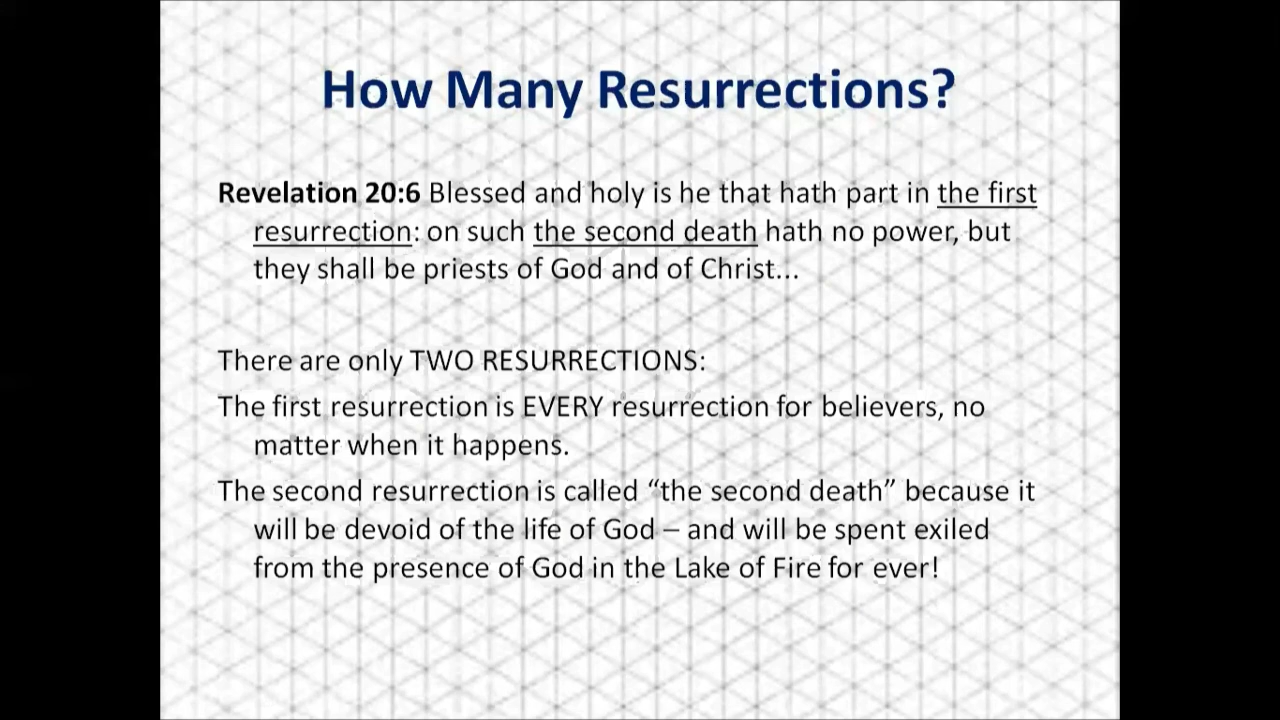 How Many Resurrections?
Revelation 20:6 Blessed and holy is he that hath part in the first
resurrection: on such the second death hath no power, but
they shall be priests of God and of Christ...
There are only TWO RESURRECTIONS:
The first resurrection is EVERY resurrection for believers, no
matter when it happens.
The second resurrection is called “the second death” because it
will be devoid of the life of God – and will be spent exiled
from the presence of God in the Lake of Fire for ever!